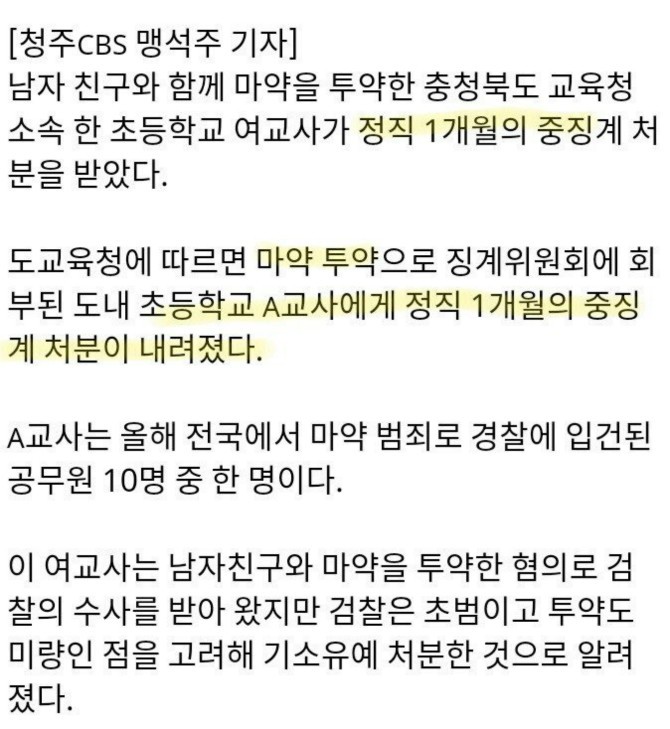 [청주CBS 맹석주 기자]
남자 친구와 함께 마약을 투약한 충청북도 교육청
소속 한 초등학교 여교사가 정직 1개월의 중징계 처
분을 받았다.
도교육청에 따르면 마약 투약으로 징계위원회에 회
부된 도내 초등학교 A교사에게 정직 1개월의 중징
계 처분이 내려졌다.
A교사는 올해 전국에서 마약 범죄로 경찰에 입건된
공무원 10명 중 한 명이다.
이 여교사는 남자친구와 마약을 투약한 혐의로 검
찰의 수사를 받아 왔지만 검찰은 초범이고 투약도
미량인 점을 고려해 기소유예 처분한 것으로 알려
졌다.